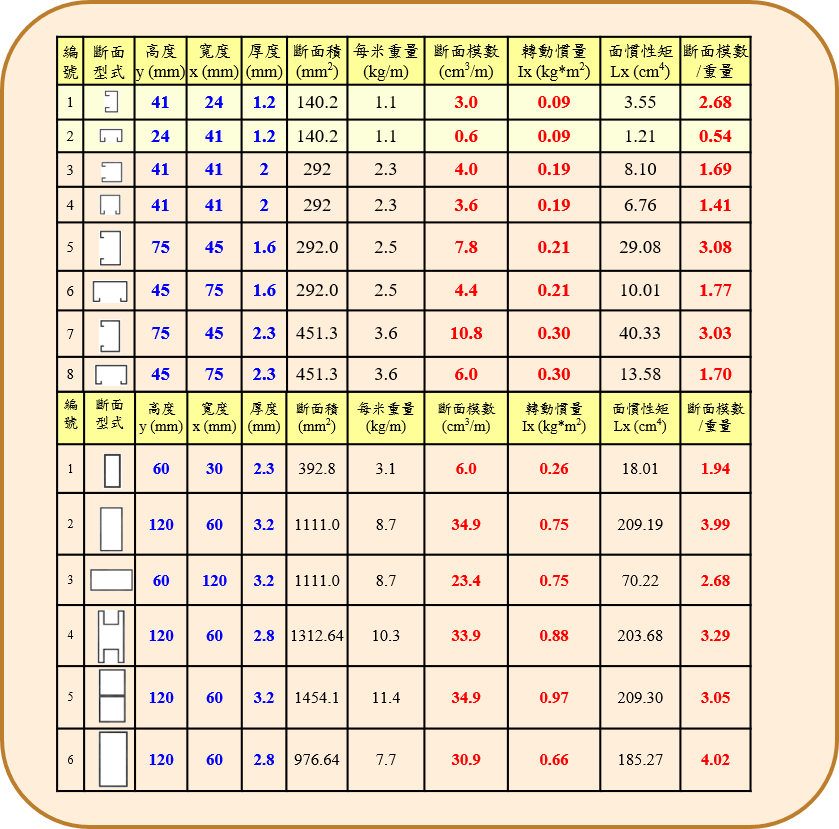 編號 斷面型式 高度 y (mm) 寬度 x (mm) 厚度 (mm) 斷面積 (mm²) 每米重量 (kg/m) 斷面模數 (cm³/m) 轉動慣量 Ix (kg*m²) 面慣性矩 Lx (cm⁴) 斷面模數/重量
1 41 24 1.2 140.2 1.1 3.0 0.09 3.55 2.68
2 24 41 1.2 140.2 1.1 0.6 0.09 1.21 0.54
3 41 41 2 292 2.3 4.0 0.19 8.10 1.69
4 41 41 2 292 2.3 3.6 0.19 6.76 1.41
5 75 45 1.6 292.0 2.5 7.8 0.21 29.08 3.08
6 45 75 1.6 292.0 2.5 4.4 0.21 10.01 1.77
7 75 45 2.3 451.3 3.6 10.8 0.30 40.33 3.03
8 45 75 2.3 451.3 3.6 6.0 0.30 13.58 1.70
編號 斷面型式 高度 y (mm) 寬度 x (mm) 厚度 (mm) 斷面積 (mm²) 每米重量 (kg/m) 斷面模數 (cm³/m) 轉動慣量 Ix (kg*m²) 面慣性矩 Lx (cm⁴) 斷面模數/重量
1 60 30 2.3 392.8 3.1 6.0 0.26 18.01 1.94
2 120 60 3.2 1111.0 8.7 34.9 0.75 209.19 3.99
3 60 120 3.2 1111.0 8.7 23.4 0.75 70.22 2.68
4 120 60 2.8 1312.64 10.3 33.9 0.88 203.68 3.29
5 120 60 3.2 1454.1 11.4 34.9 0.97 209.30 3.05
6 120 60 2.8 976.64 7.7 30.9 0.66 185.27 4.02